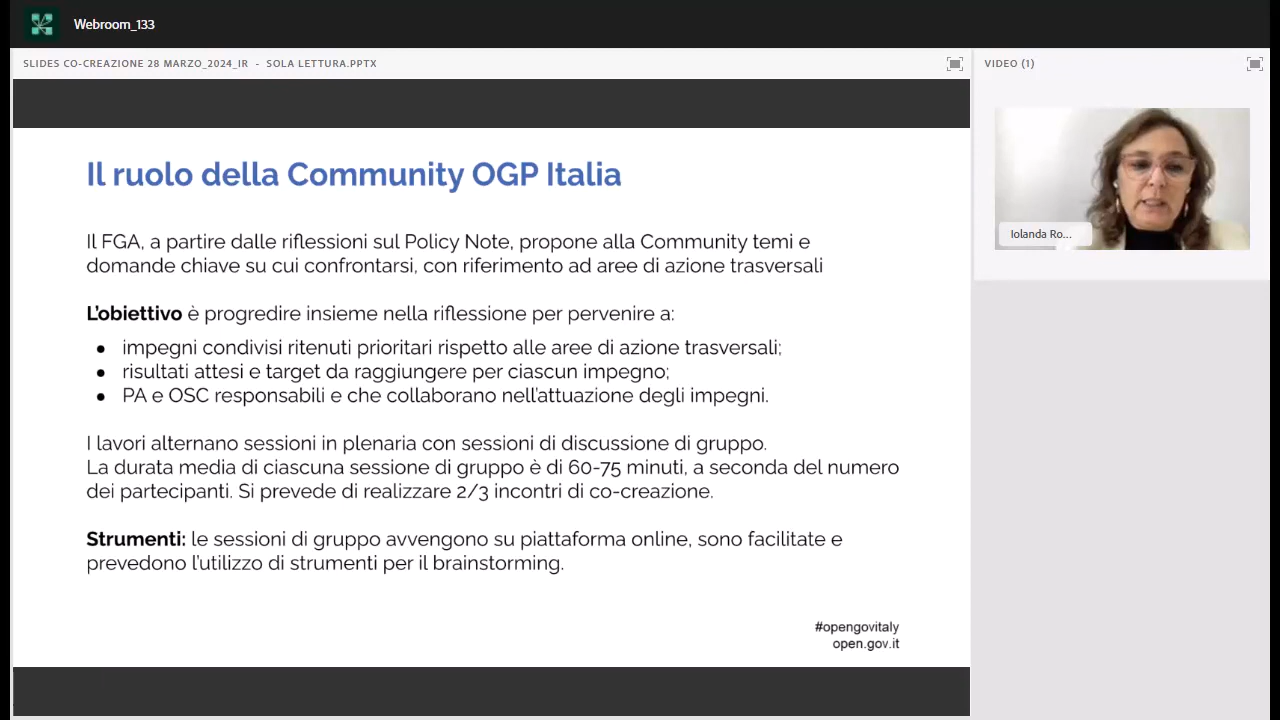 Webroom_133
SLIDES CO-CREAZIONE 28 MARZO_2024_IR - SOLA LETTURA.PPTX
VIDEO (1)
Il ruolo della Community OGP Italia
Il FGA, a partire dalle riflessioni sul Policy Note, propone alla Community temi e
domande chiave su cui confrontarsi, con riferimento ad aree di azione trasversali
L'obiettivo è progredire insieme nella riflessione per pervenire a:
● impegni condivisi ritenuti prioritari rispetto alle aree di azione trasversali;
● risultati attesi e target da raggiungere per ciascun impegno;
● PA e OSC responsabili e che collaborano nell'attuazione degli impegni.
I lavori alternano sessioni in plenaria con sessioni di discussione di gruppo.
La durata media di ciascuna sessione di gruppo è di 60-75 minuti, a seconda del numero
dei partecipanti. Si prevede di realizzare 2/3 incontri di co-creazione.
Strumenti: le sessioni di gruppo avvengono su piattaforma online, sono facilitate e
prevedono l'utilizzo di strumenti per il brainstorming.
#opengovitaly
open.gov.it
Iolanda Ro...